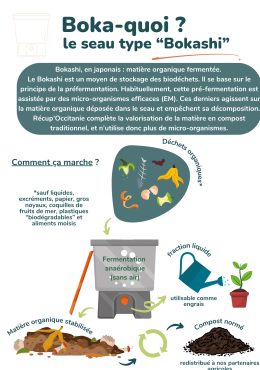 Boka-quoi ?
le seau type “Bokashi”
Bokashi, en japonais : matière organique fermentée.
Le Bokashi est un moyen de stockage des biodéchets. Il se base sur le
principe de la préfermentation. Habituellement, cette pré-fermentation est
assistée par des micro-organismes efficaces (EM). Ces derniers agissent sur
la matière organique déposée dans le seau et empêchent sa décomposition.
Récup’Occitanie complète la valorisation de la matière en compost
traditionnel, et n’utilise donc plus de micro-organismes.
Comment ça marche ?
Déchets organiques*
*sauf liquides,
excréments, papier, gros
noyaux, coquilles de
fruits de mer, plastiques
"biodégradables" et
aliments moisis
Fermentation
anaérobique
(sans air)
fraction liquide
utilisable comme
engrais
Matière organique stabilisée
Compost normé
redistribué à nos partenaires
agricoles